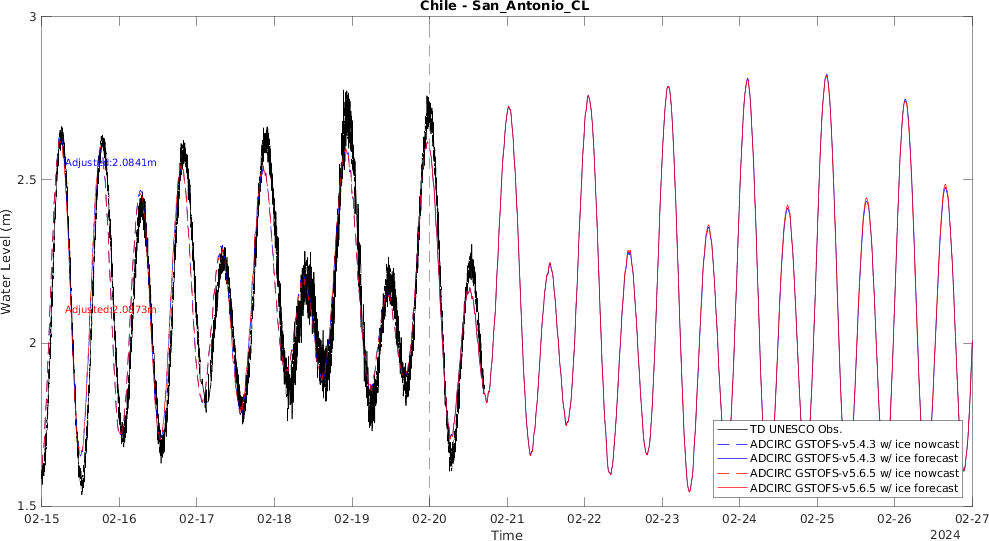 Chile - San_Antonio_CL
3
2.5
2
1.5
Water Level (m)
Adjusted:2.0841m
Adjusted:2.0873m
TD UNESCO Obs.
ADCIRC GSTOFS-v5.4.3 w/ ice nowcast
ADCIRC GSTOFS-v5.4.3 w/ ice forecast
ADCIRC GSTOFS-v5.6.5 w/ ice nowcast
ADCIRC GSTOFS-v5.6.5 w/ ice forecast
02-15 02-16 02-17 02-18 02-19 02-20 02-21 02-22 02-23 02-24 02-25 02-26 02-27
Time
2024